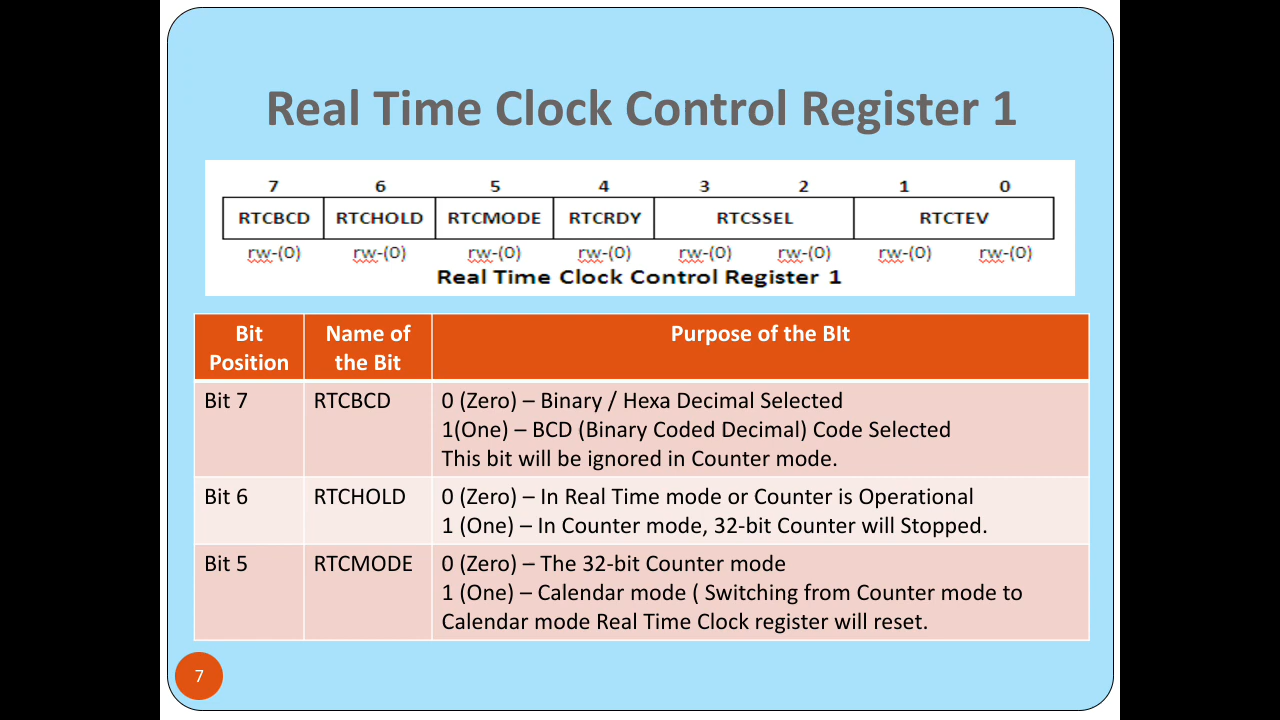 Real Time Clock Control Register 1
7 6 5 4 3 2 1 0
RTCBCD RTCHOLD RTCMODE RTCRDY RTCSSEL RTCTEV
rw-(0) rw-(0) rw-(0) rw-(0) rw-(0) rw-(0) rw-(0) rw-(0)
Real Time Clock Control Register 1
Bit Position
Name of the Bit
Purpose of the BIt
Bit 7
RTCBCD
0 (Zero) – Binary / Hexa Decimal Selected
1(One) – BCD (Binary Coded Decimal) Code Selected
This bit will be ignored in Counter mode.
Bit 6
RTCHOLD
0 (Zero) – In Real Time mode or Counter is Operational
1 (One) – In Counter mode, 32-bit Counter will Stopped.
Bit 5
RTCMODE
0 (Zero) – The 32-bit Counter mode
1 (One) – Calendar mode ( Switching from Counter mode to
Calendar mode Real Time Clock register will reset.
7